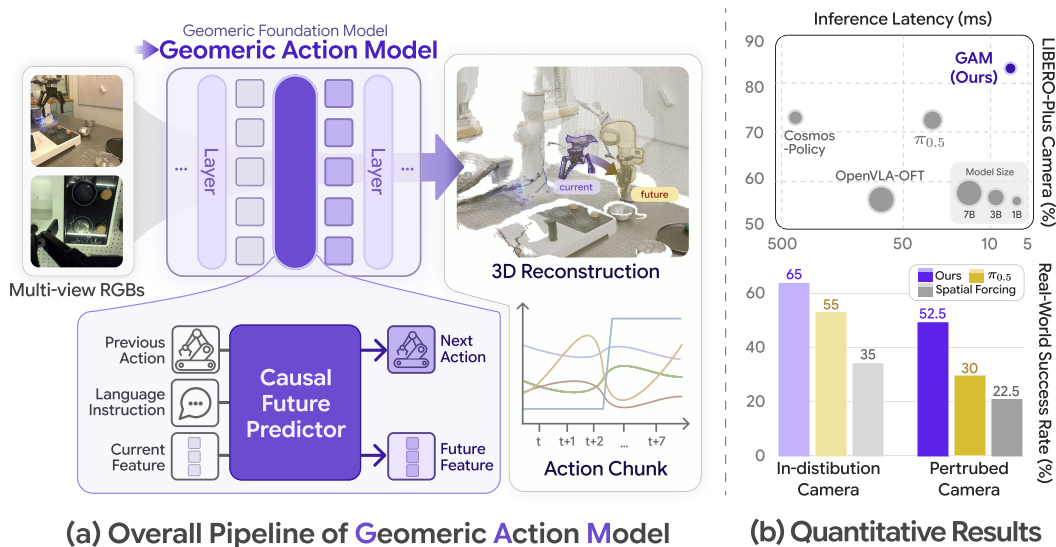 Geomeric Foundation Model
Geomeric Action Model
Layer
Layer
...
...
Multi-view RGBs
current
future
3D Reconstruction
Previous
Action
Language
Instruction
Current
Feature
Causal
Future
Predictor
Next
Action
Future
Feature
t
t+1
t+2
...
t+7
Action Chunk
(a) Overall Pipeline of Geomeric Action Model
Inference Latency (ms)
90
80
70
60
50
500
50
10
5
LIBERO-Plus Camera (%)
GAM
(Ours)
Cosmos
-Policy
π0.5
OpenVLA-OFT
Model Size
7B
3B
1B
Ours
π0.5
Spatial Forcing
60
40
20
0
65
55
35
52.5
30
22.5
In-distibution
Camera
Pertrubed
Camera
Real-World Success Rate (%)
(b) Quantitative Results